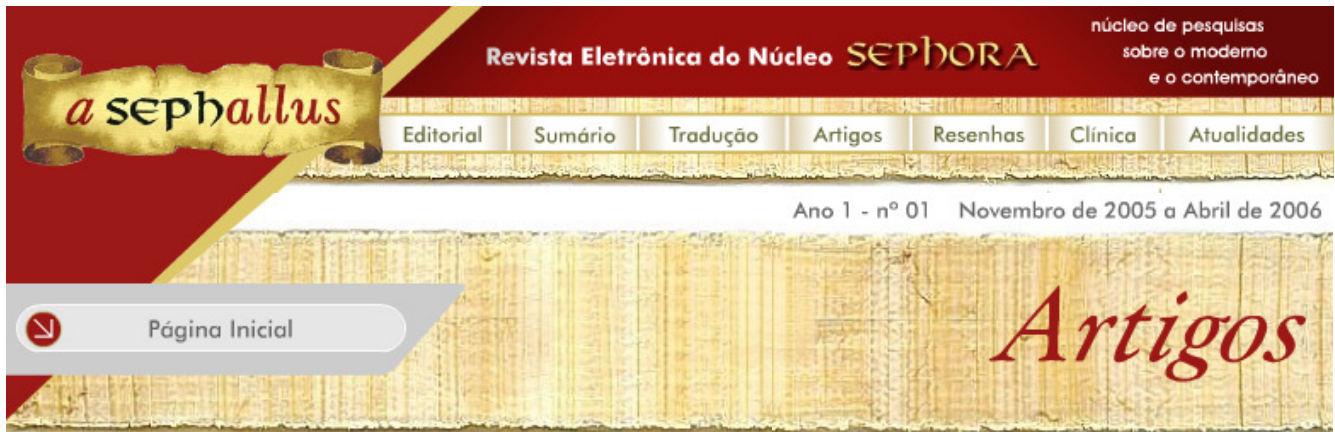 a sephallus
Revista Eletrônica do Núcleo SEPHORA
núcleo de pesquisas
sobre o moderno
e o contemporâneo
Editorial Sumário Tradução Artigos Resenhas Clínica Atualidades
Ano 1 - nº 01 Novembro de 2005 a Abril de 2006
Página Inicial
Artigos